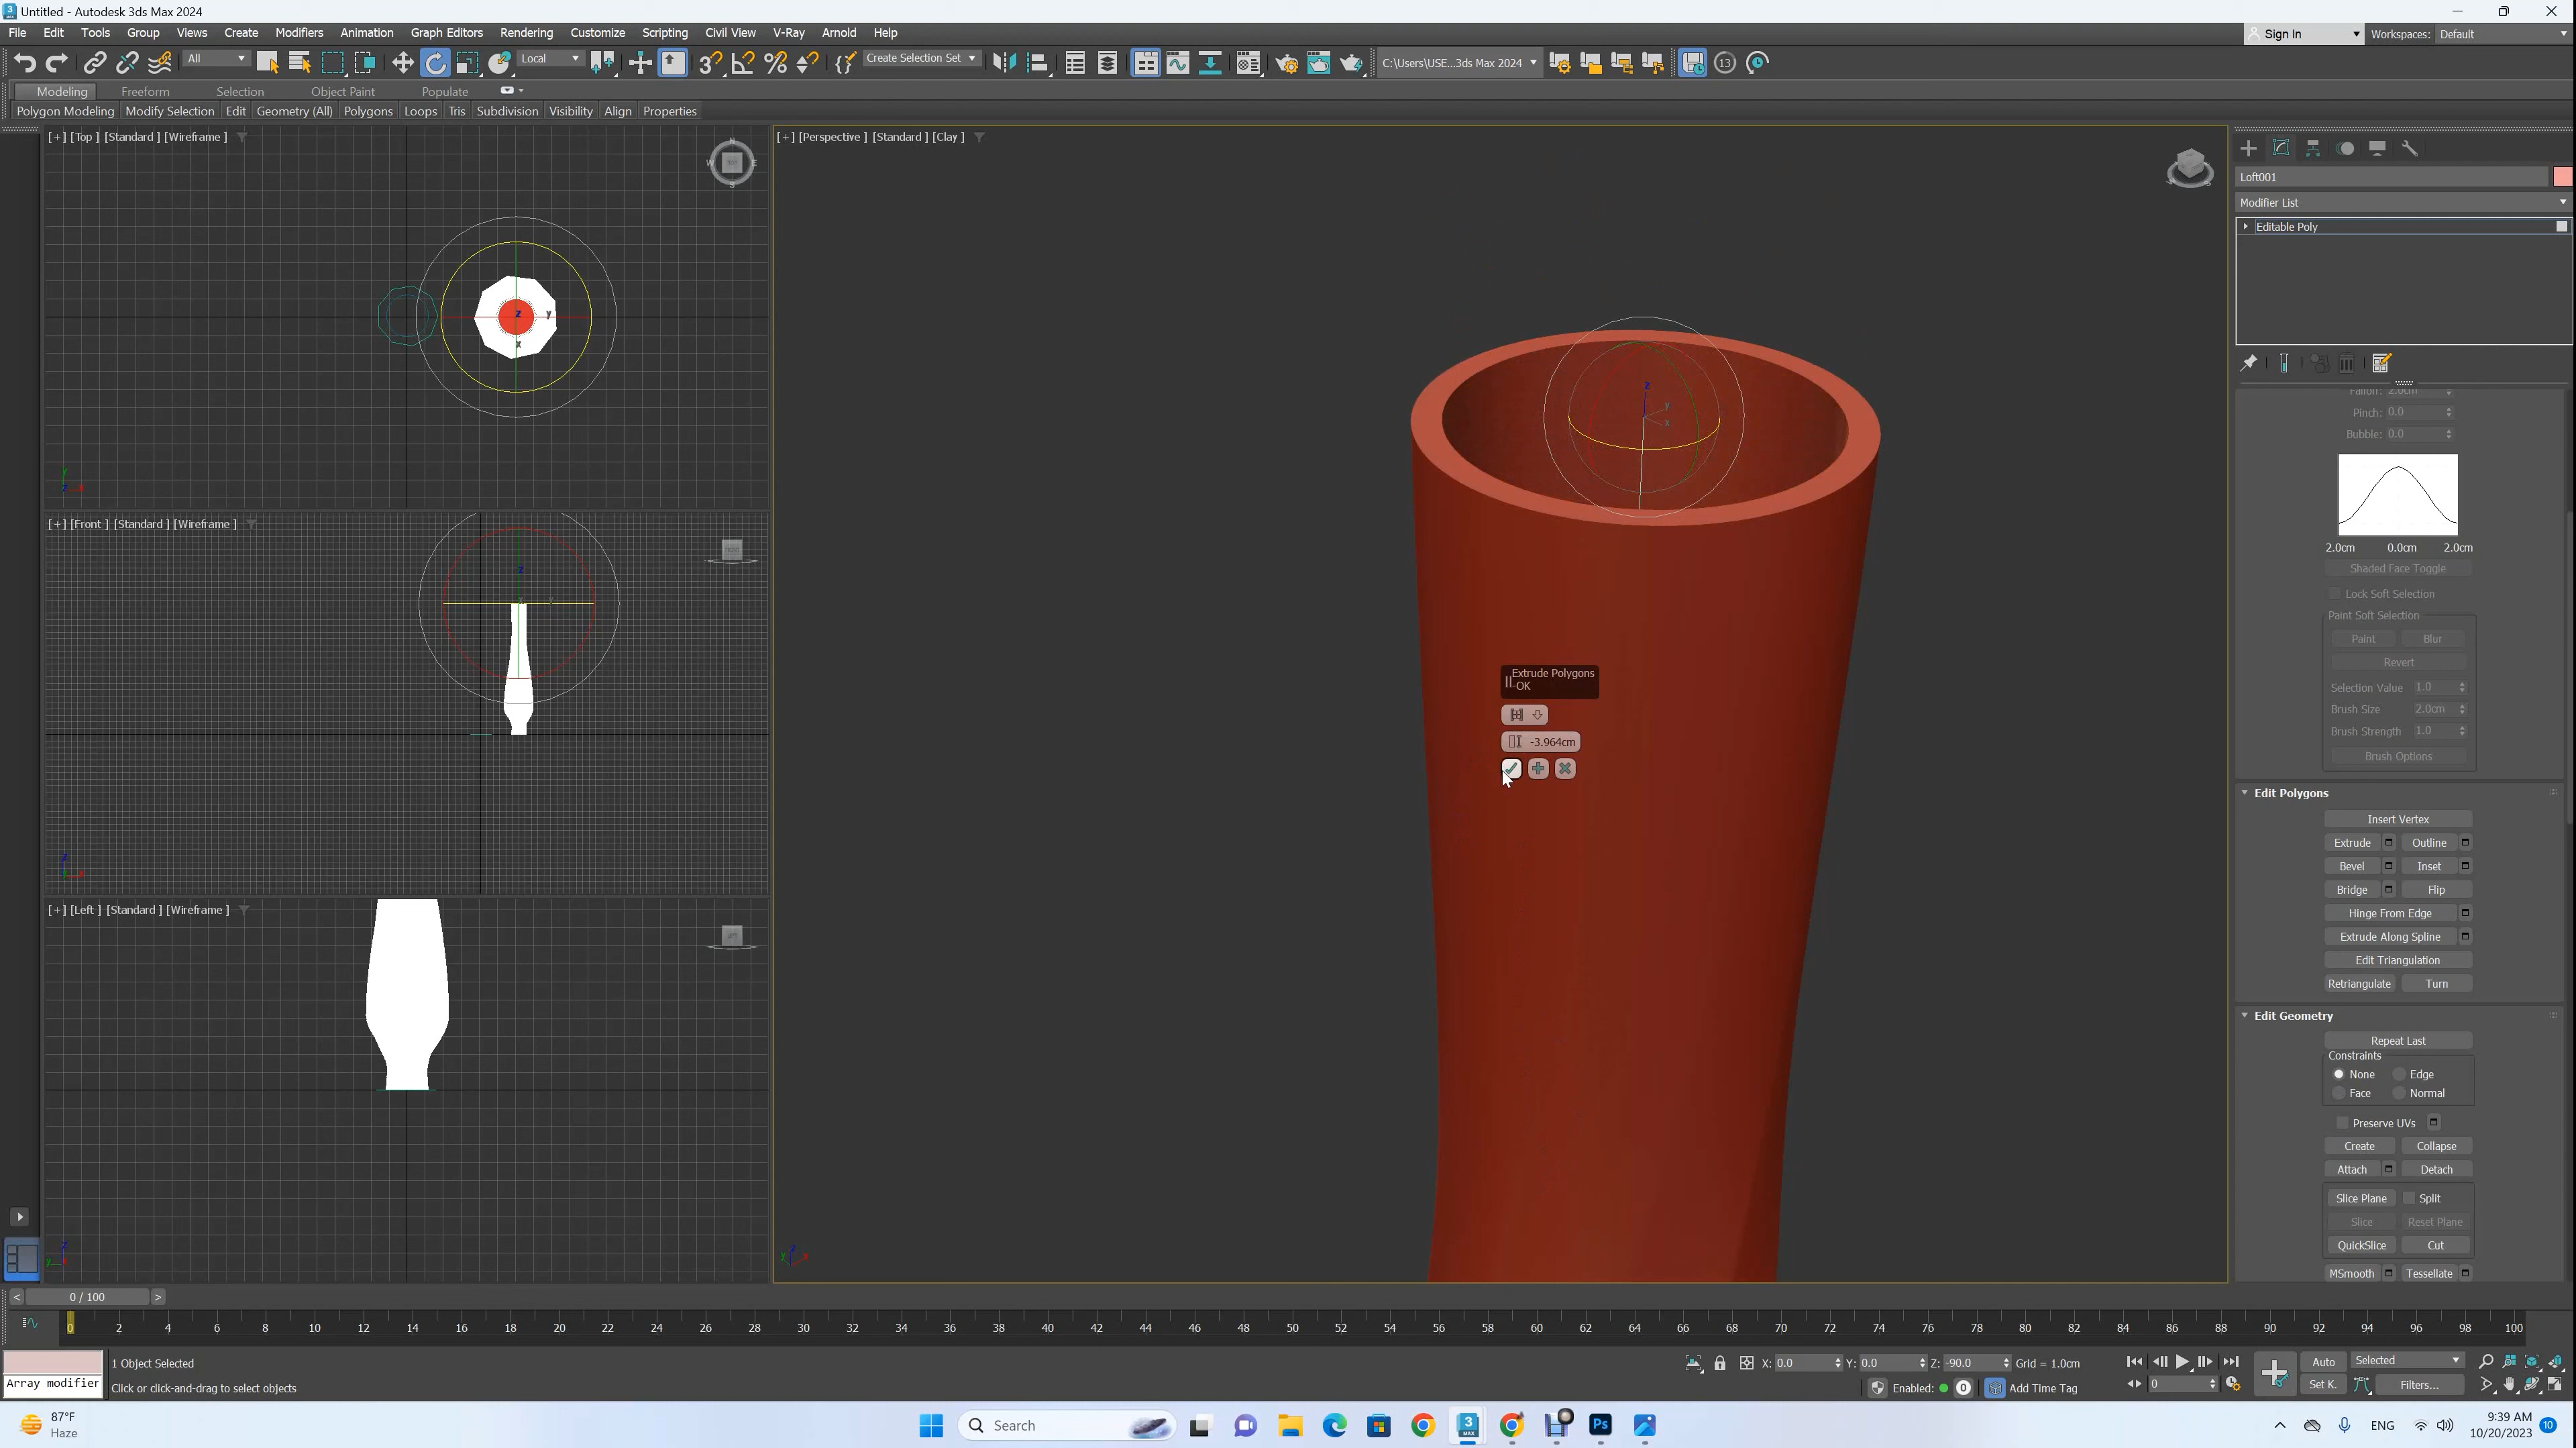 Untitled - Autodesk 3ds Max 2024
File Edit Tools Group Views Create Modifiers Animation Graph Editors Rendering Customize Scripting Civil View V-Ray Arnold Help
Sign In Workspaces: Default
All Local Create Selection Set C:\Users\USE...3ds Max 2024 13
Modeling Freeform Selection Object Paint Populate
Polygon Modeling Modify Selection Edit Geometry (All) Polygons Loops Tris Subdivision Visibility Align Properties
[+] [Top ] [Standard ] [Wireframe ]
[+] [Perspective ] [Standard ] [Clay ]
[+] [Front ] [Standard ] [Wireframe ]
[+] [Left ] [Standard ] [Wireframe ]
Extrude Polygons
-OK
-3.964cm
Loft001
Modifier List
Editable Poly
Falloff: 2.0cm
Pinch: 0.0
Bubble: 0.0
2.0cm 0.0cm 2.0cm
Shaded Face Toggle
Lock Soft Selection
Paint Soft Selection
Paint Blur
Revert
Selection Value 1.0
Brush Size 2.0cm
Brush Strength 1.0
Brush Options
Edit Polygons
Insert Vertex
Extrude Outline
Bevel Inset
Bridge Flip
Hinge From Edge
Extrude Along Spline
Edit Triangulation
Retriangulate Turn
Edit Geometry
Repeat Last
Constraints
None Edge
Face Normal
Preserve UVs
Create Collapse
Attach Detach
Slice Plane Split
Slice Reset Plane
QuickSlice Cut
MSmooth Tessellate
< 0 / 100 >
0 2 4 6 8 10 12 14 16 18 20 22 24 26 28 30 32 34 36 38 40 42 44 46 48 50 52 54 56 58 60 62 64 66 68 70 72 74 76 78 80 82 84 86 88 90 92 94 96 98 100
1 Object Selected X: 0.0 Y: 0.0 Z: -90.0 Grid = 1.0cm Auto Selected
Array modifier Click or click-and-drag to select objects Enabled: 0 Add Time Tag 0 Set K. Filters...
87°F
Haze
Search
ENG
9:39 AM
10/20/2023
10